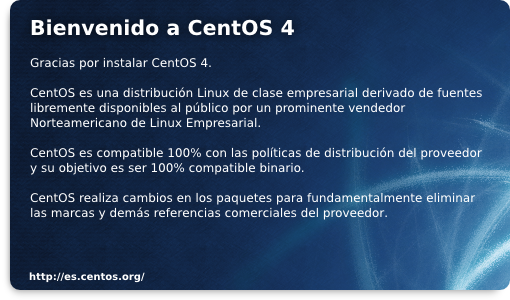 Bienvenido a CentOS 4
Gracias por instalar CentOS 4.
CentOS es una distribución Linux de clase empresarial derivado de fuentes
libremente disponibles al público por un prominente vendedor
Norteamericano de Linux Empresarial.
CentOS es compatible 100% con las políticas de distribución del proveedor
y su objetivo es ser 100% compatible binario.
CentOS realiza cambios en los paquetes para fundamentalmente eliminar
las marcas y demás referencias comerciales del proveedor.
http://es.centos.org/